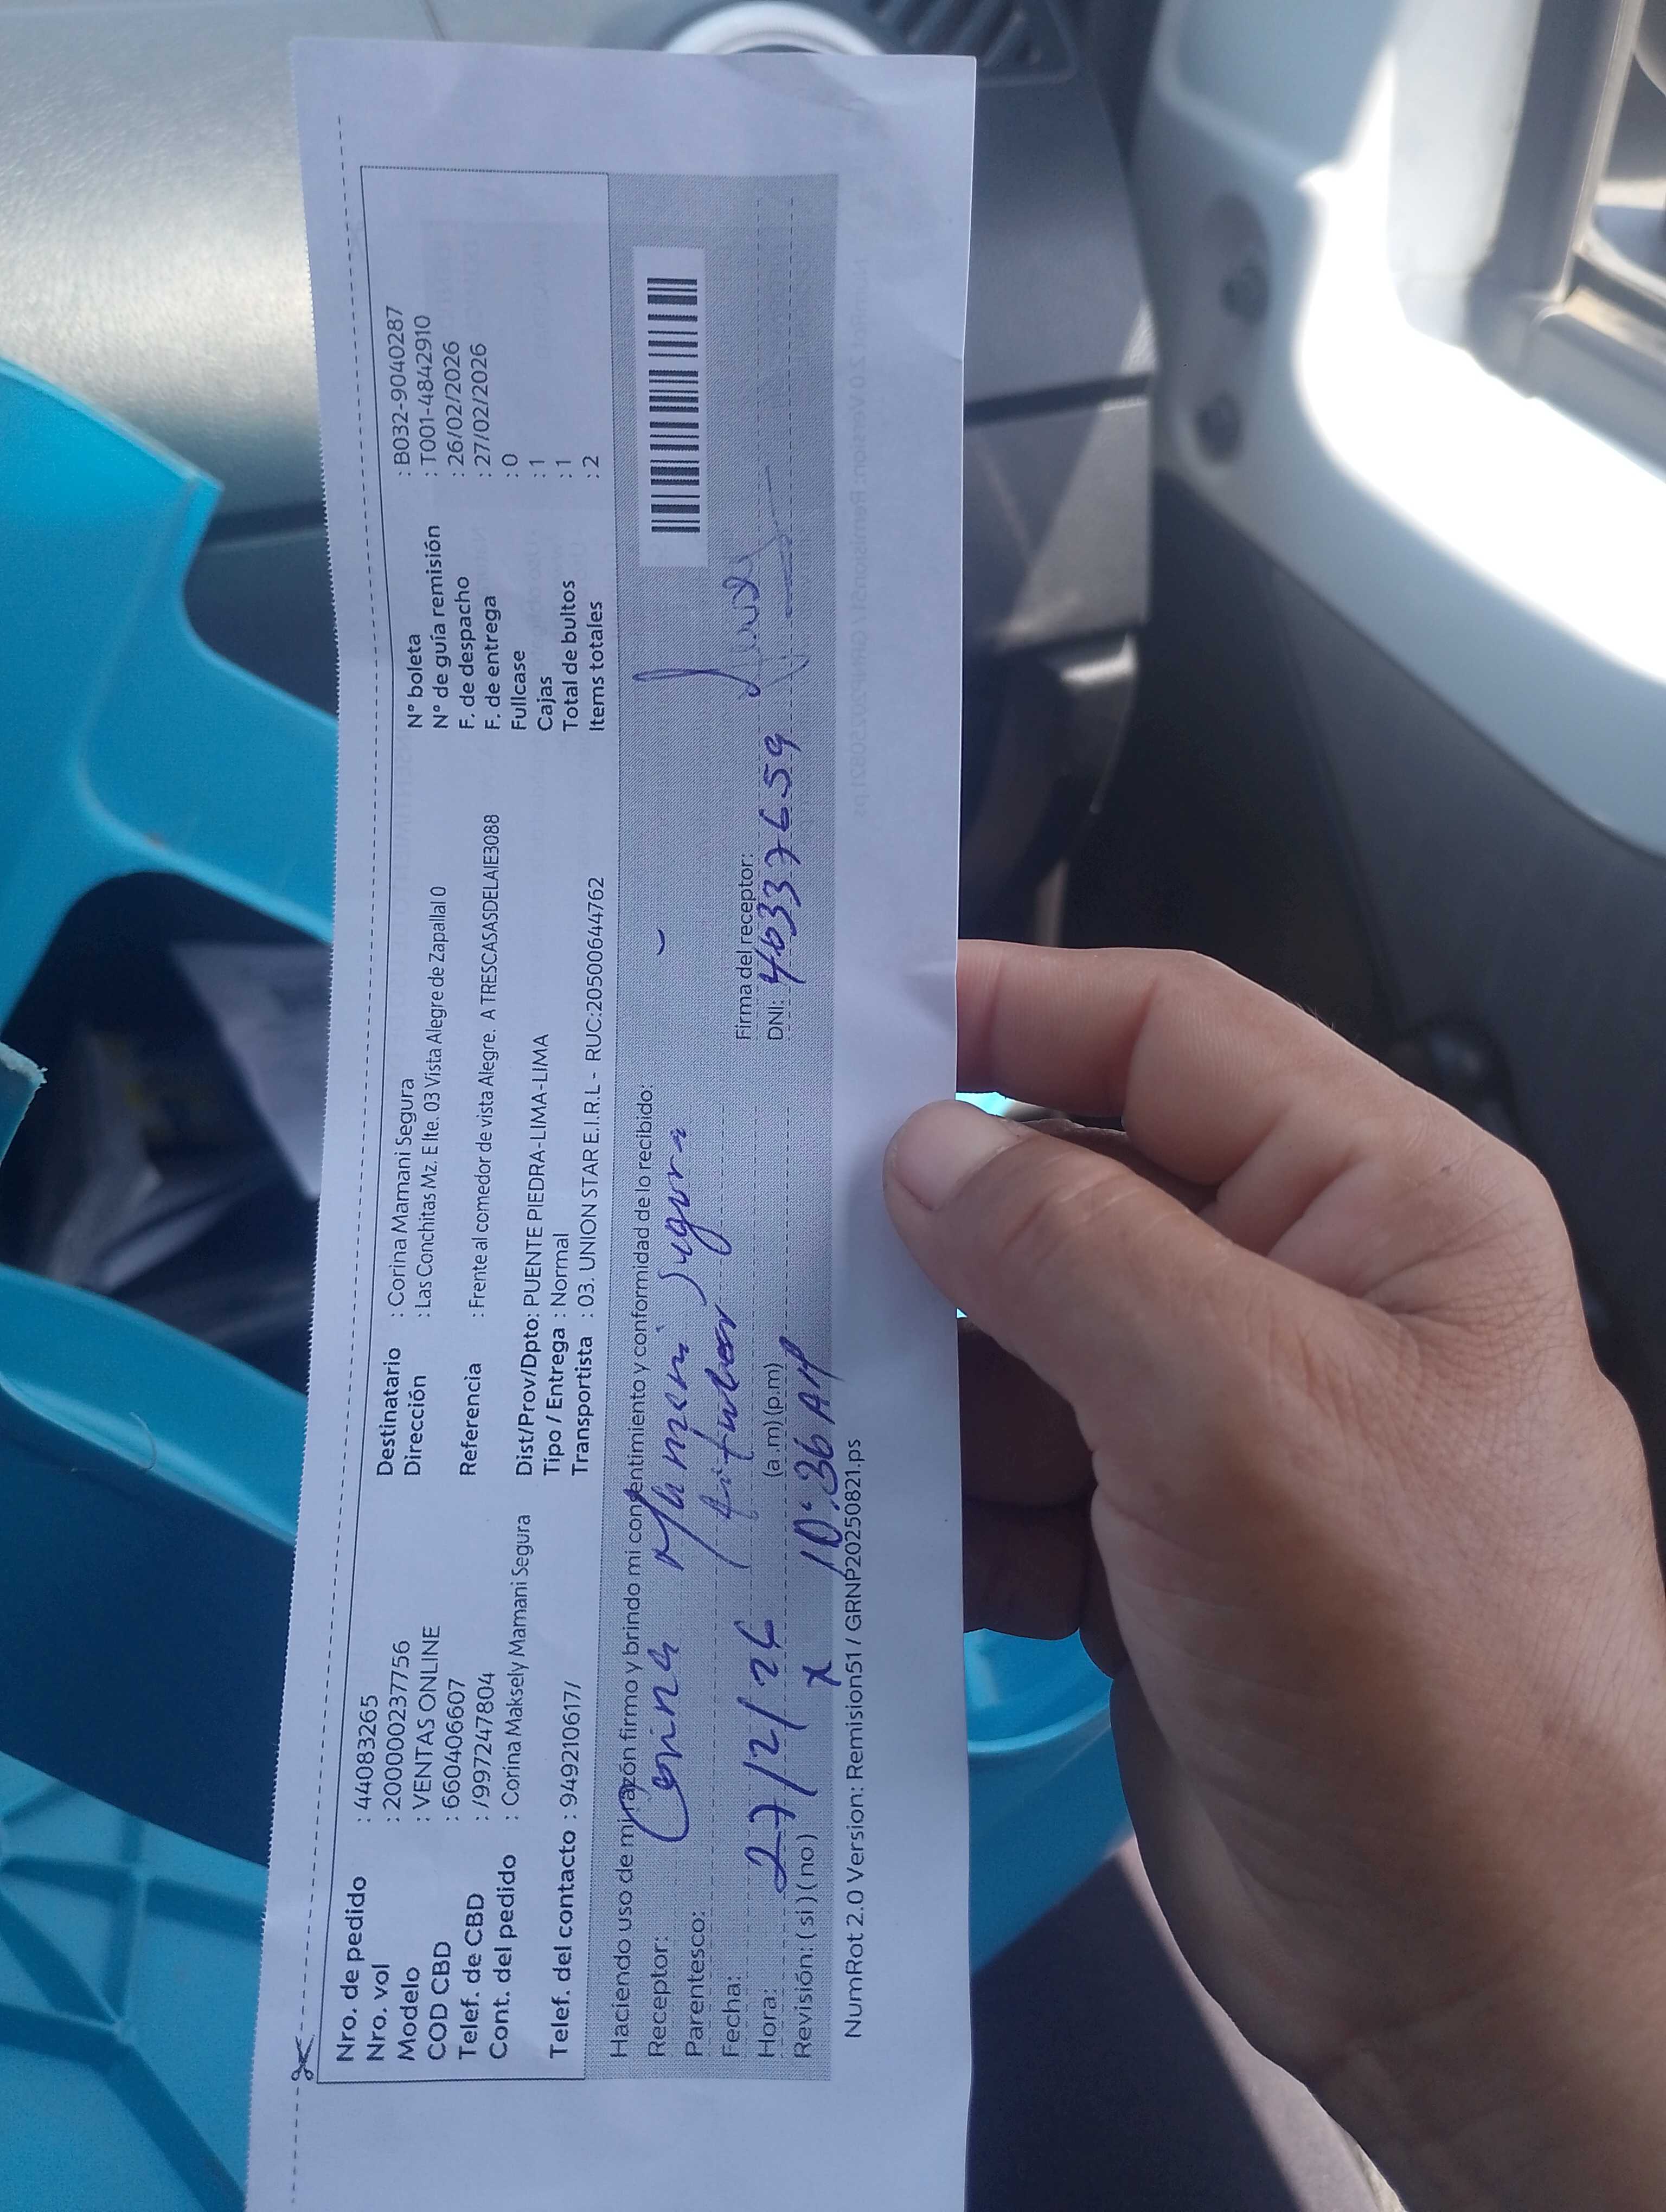 Nro. de pedido : 44083265
Nro. vol : 200000237756
Modelo : VENTAS ONLINE
COD CBD : 660406607
Telef. de CBD : /997247804
Cont. del pedido : Corina Maksely Mamani Segura
Telef. del contacto : 949210617/
Destinatario : Corina Mamani Segura
Dirección : Las Conchitas Mz. E lte. 03 Vista Alegre de Zapallal 0
Referencia : Frente al comedor de vista Alegre. A TRESCASASDELAIE3088
Dist/Prov/Dpto: PUENTE PIEDRA-LIMA-LIMA
Tipo / Entrega : Normal
Transportista : 03. UNION STAR E.I.R.L - RUC:20500644762
N° boleta : B032-9040287
N° de guía remisión : T001-4842910
F. de despacho : 26/02/2026
F. de entrega : 27/02/2026
Fullcase : 0
Cajas : 1
Total de bultos : 1
Items totales : 2
Haciendo uso de mi razón firmo y brindo mi consentimiento y conformidad de lo recibido:
Receptor: Corina Mamani Segura
Parentesco: / titular
Fecha: 27/2/26
Hora: 10:36 AM (a.m) (p.m)
Revisión: (si) (no) x
Firma del receptor:
DNI: 46337659
NumRot 2.0 Version: Remision51 / GRNP20250821.ps